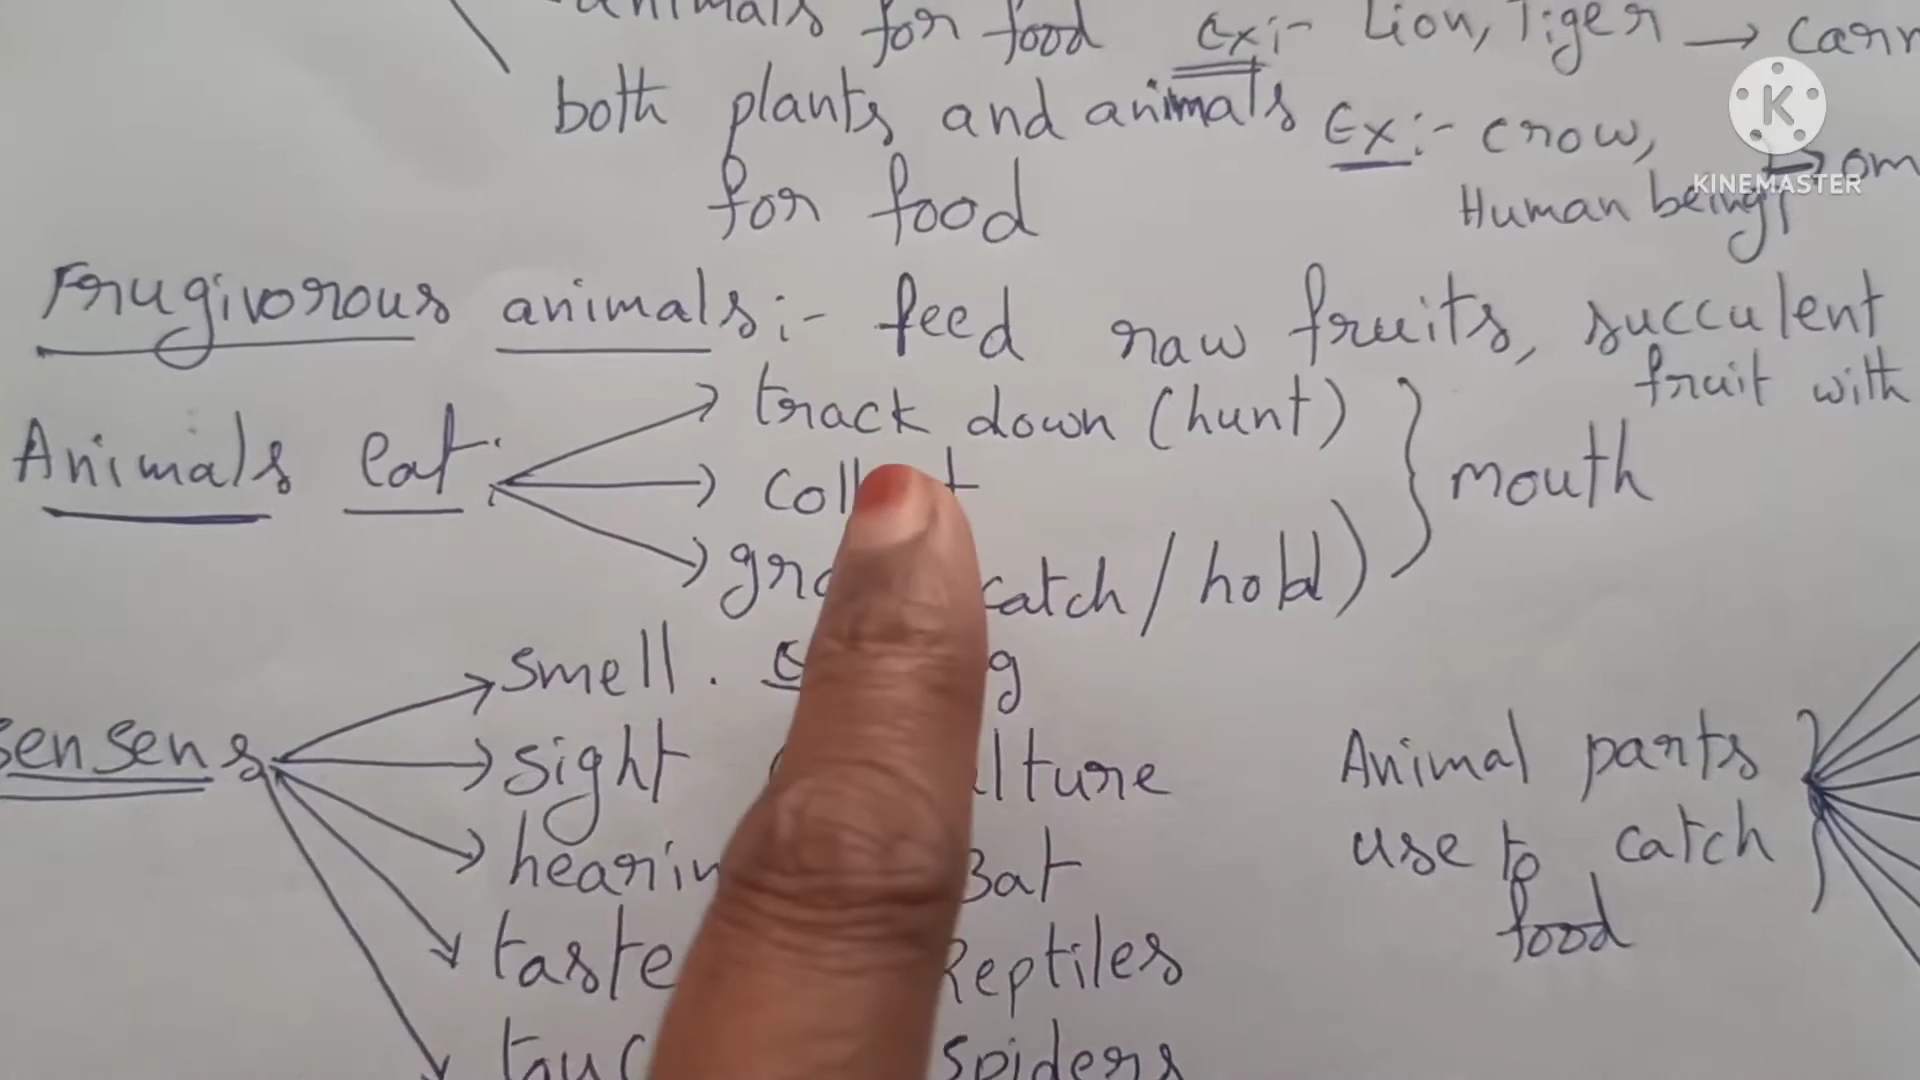 animals for food Ex:- Lion, Tiger → carn
both plants and animals Ex:- crow,
for food Human beings
Frugivorous animals:- feed raw fruits, succulent
fruit with
Animals eat: → track down (hunt)
→ 
→ catch / hold)
} mouth
sensens → smell.
→ sight
→ hearin Bat
→ taste Reptiles
→ Spiders
Animal parts
use to catch
food
K
KINEMASTER